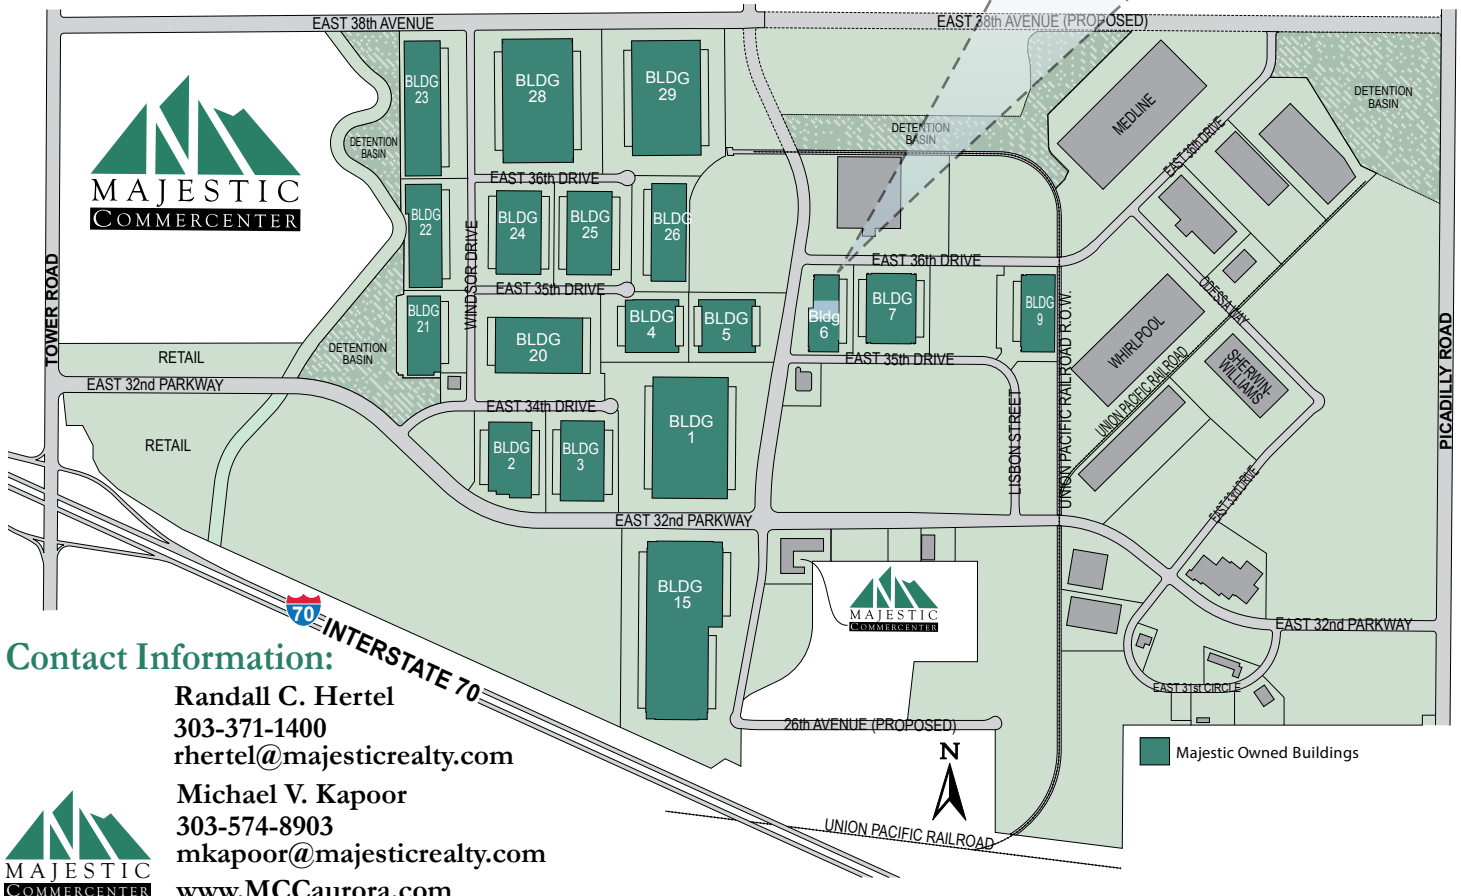 EAST 38th AVENUE
EAST 38th AVENUE (PROPOSED)
MAJESTIC
COMMERCENTER
BLDG
23
BLDG
28
BLDG
29
DETENTION
BASIN
DETENTION
BASIN
MEDLINE
DETENTION
BASIN
EAST 36th DRIVE
EAST 36th DRIVE
BLDG
22
BLDG
24
BLDG
25
BLDG
26
WINDSOR DRIVE
TOWER ROAD
EAST 36th DRIVE
EAST 35th DRIVE
ODESSA WAY
BLDG
21
BLDG
20
BLDG
4
BLDG
5
Bldg
6
BLDG
7
BLDG
9
UNION PACIFIC RAILROAD R.O.W.
WHIRLPOOL
SHERWIN-
WILLIAMS
UNION PACIFIC RAILROAD
PICADILLY ROAD
DETENTION
BASIN
RETAIL
EAST 35th DRIVE
EAST 32nd PARKWAY
EAST 34th DRIVE
RETAIL
BLDG
2
BLDG
3
BLDG
1
LISBON STREET
EAST 33rd DRIVE
EAST 32nd PARKWAY
BLDG
15
70
INTERSTATE 70
MAJESTIC
COMMERCENTER
EAST 32nd PARKWAY
EAST 31st CIRCLE
26th AVENUE (PROPOSED)
N
UNION PACIFIC RAILROAD
Majestic Owned Buildings
Contact Information:
Randall C. Hertel
303-371-1400
rhertel@majesticrealty.com
Michael V. Kapoor
303-574-8903
mkapoor@majesticrealty.com
www.MCCaurora.com
MAJESTIC
COMMERCENTER